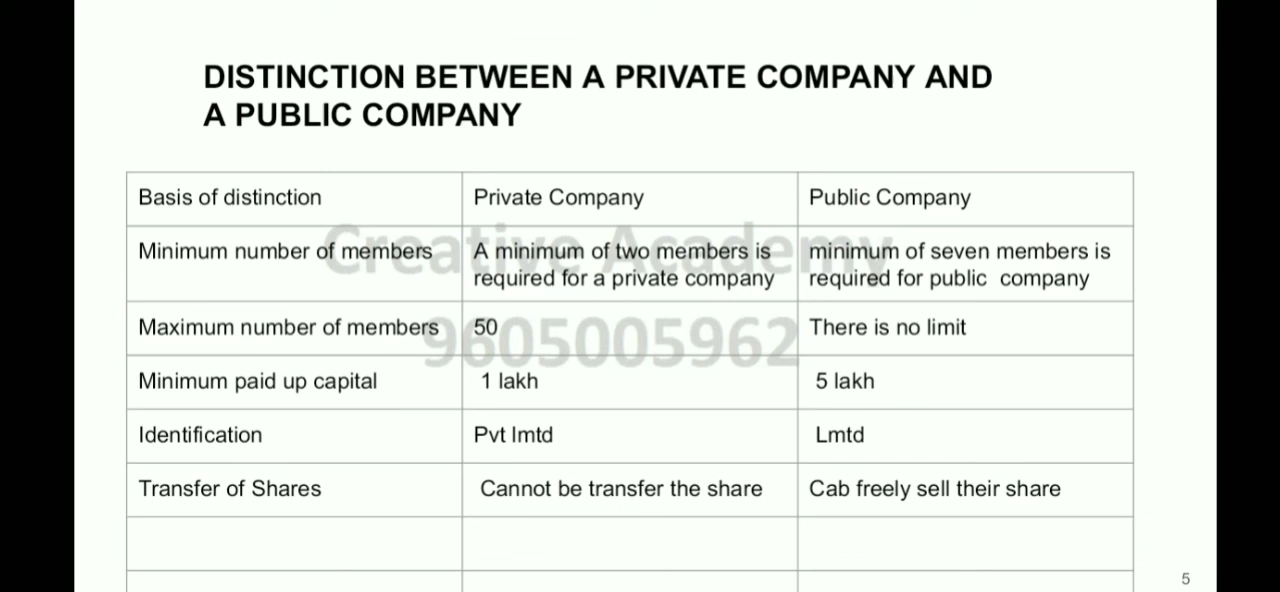 DISTINCTION BETWEEN A PRIVATE COMPANY AND
A PUBLIC COMPANY
Basis of distinction
Private Company
Public Company
Minimum number of members
A minimum of two members is
required for a private company
minimum of seven members is
required for public company
Maximum number of members
50
There is no limit
Minimum paid up capital
1 lakh
5 lakh
Identification
Pvt lmtd
Lmtd
Transfer of Shares
Cannot be transfer the share
Cab freely sell their share
Creative Academy
9605005962
5